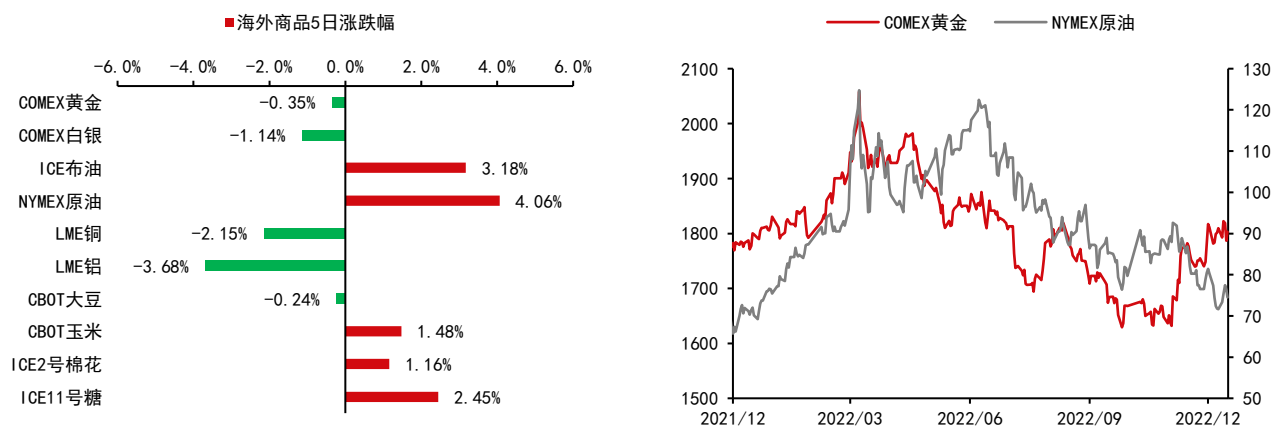 海外商品5日涨跌幅
-6.0% -4.0% -2.0% 0.0% 2.0% 4.0% 6.0%
COMEX黄金 -0.35%
COMEX白银 -1.14%
ICE布油 3.18%
NYMEX原油 4.06%
LME铜 -2.15%
LME铝 -3.68%
CBOT大豆 -0.24%
CBOT玉米 1.48%
ICE2号棉花 1.16%
ICE11号糖 2.45%
COMEX黄金 NYMEX原油
2100 130
2000 120
1900 110
1800 100
1700 90
1600 80
1500 70
60
50
2021/12 2022/03 2022/06 2022/09 2022/12